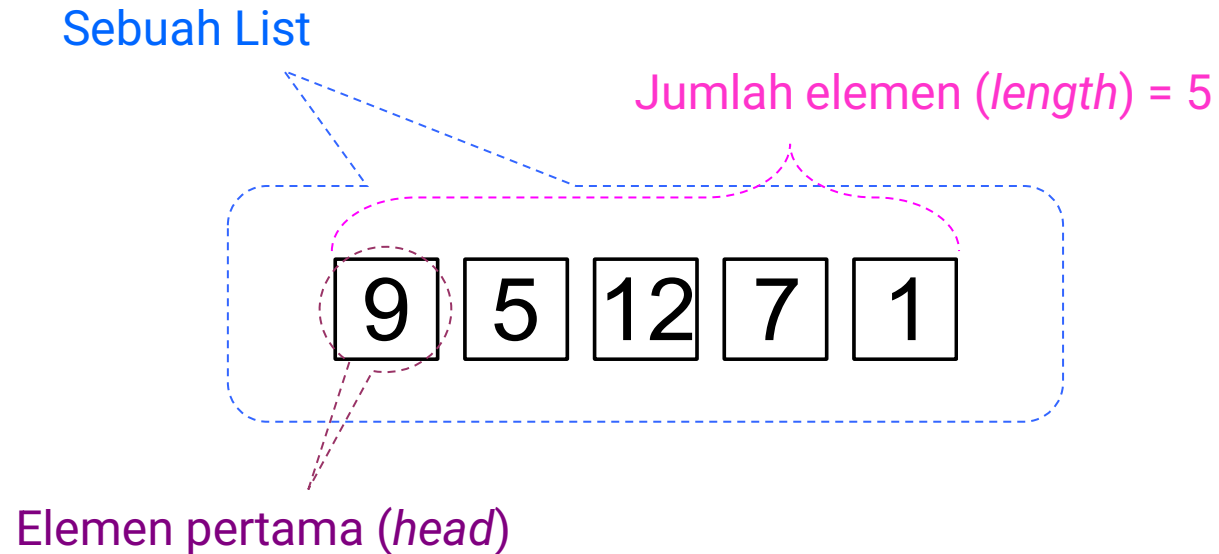 Sebuah List
Jumlah elemen (length) = 5
9 5 12 7 1
Elemen pertama (head)